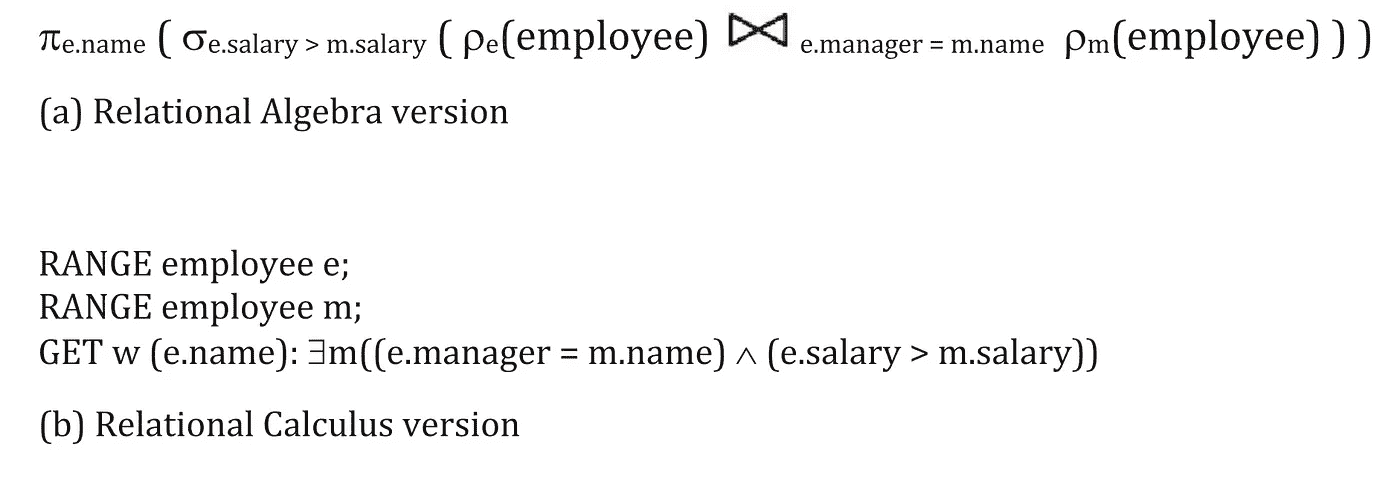 πe.name ( σe.salary > m.salary ( ρe(employee) ⋈ e.manager = m.name ρm(employee) ) )
(a) Relational Algebra version
RANGE employee e;
RANGE employee m;
GET w (e.name): ∃m((e.manager = m.name) ∧ (e.salary > m.salary))
(b) Relational Calculus version